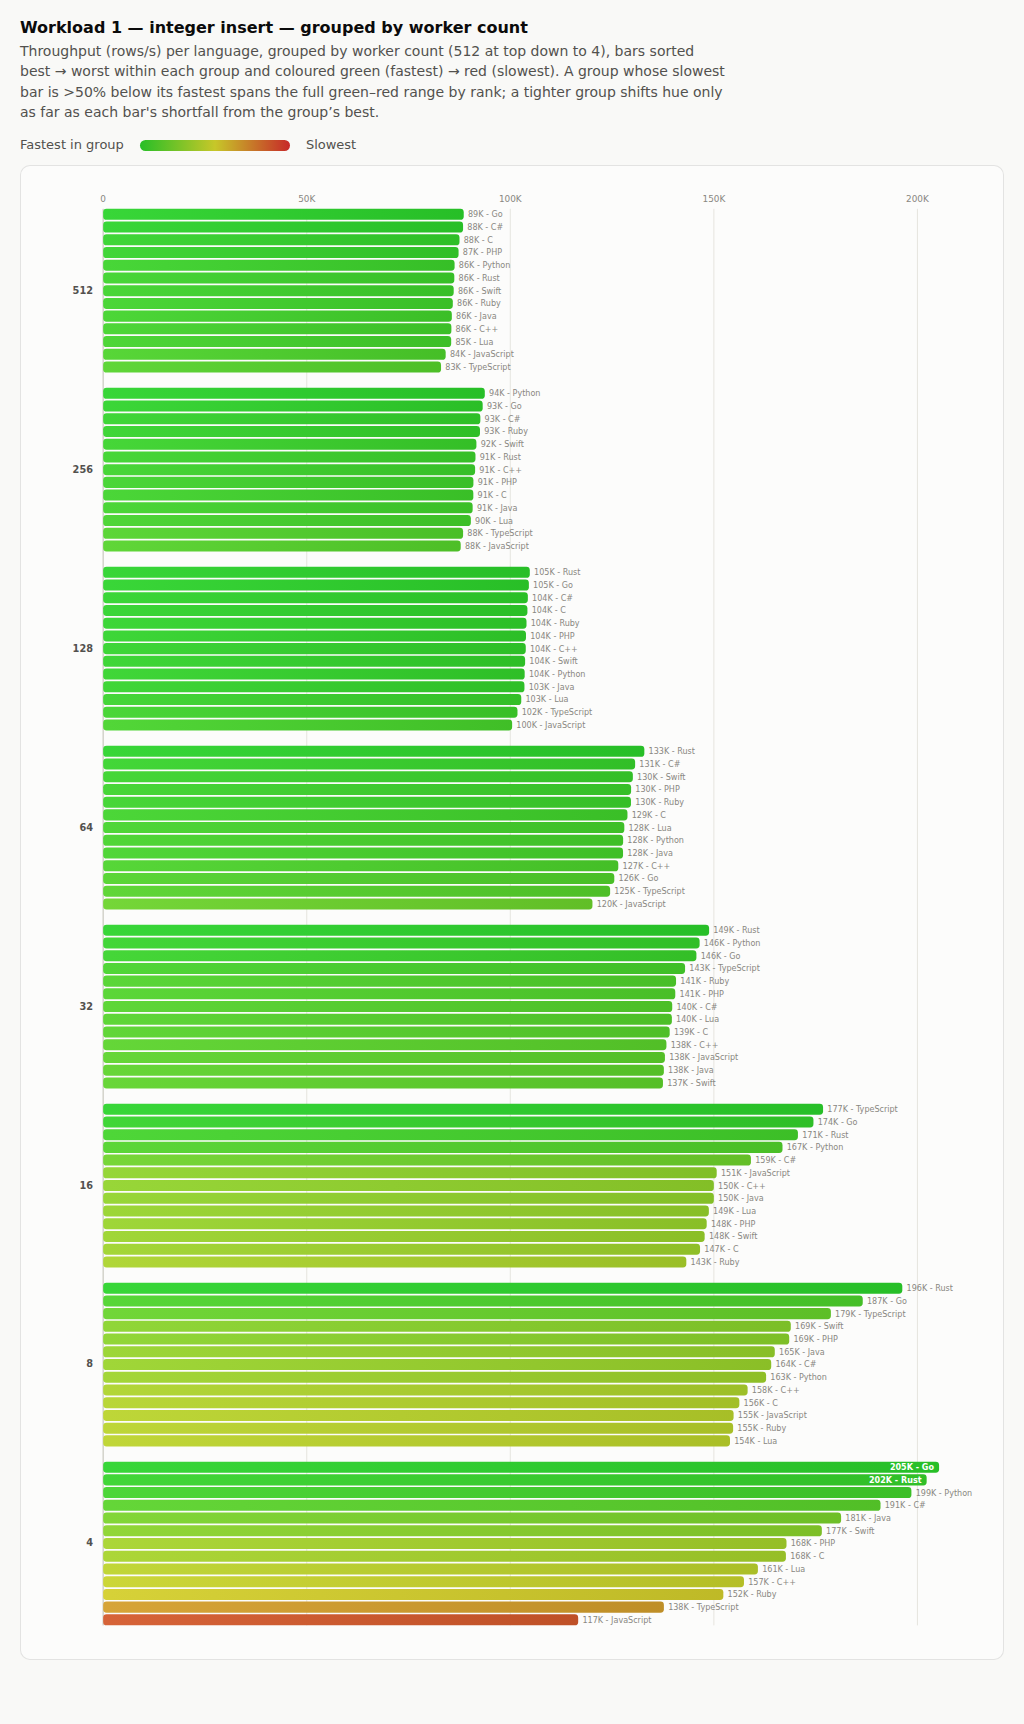 Workload 1 — integer insert — grouped by worker count
Throughput (rows/s) per language, grouped by worker count (512 at top down to 4), bars sorted
best → worst within each group and coloured green (fastest) → red (slowest). A group whose slowest
bar is >50% below its fastest spans the full green–red range by rank; a tighter group shifts hue only
as far as each bar's shortfall from the group’s best.
Fastest in group Slowest
0 50K 100K 150K 200K
512
89K - Go
88K - C#
88K - C
87K - PHP
86K - Python
86K - Rust
86K - Swift
86K - Ruby
86K - Java
86K - C++
85K - Lua
84K - JavaScript
83K - TypeScript
256
94K - Python
93K - Go
93K - C#
93K - Ruby
92K - Swift
91K - Rust
91K - C++
91K - PHP
91K - C
91K - Java
90K - Lua
88K - TypeScript
88K - JavaScript
128
105K - Rust
105K - Go
104K - C#
104K - C
104K - Ruby
104K - PHP
104K - C++
104K - Swift
104K - Python
103K - Java
103K - Lua
102K - TypeScript
100K - JavaScript
64
133K - Rust
131K - C#
130K - Swift
130K - PHP
130K - Ruby
129K - C
128K - Lua
128K - Python
128K - Java
127K - C++
126K - Go
125K - TypeScript
120K - JavaScript
32
149K - Rust
146K - Python
146K - Go
143K - TypeScript
141K - Ruby
141K - PHP
140K - C#
140K - Lua
139K - C
138K - C++
138K - JavaScript
138K - Java
137K - Swift
16
177K - TypeScript
174K - Go
171K - Rust
167K - Python
159K - C#
151K - JavaScript
150K - C++
150K - Java
149K - Lua
148K - PHP
148K - Swift
147K - C
143K - Ruby
8
196K - Rust
187K - Go
179K - TypeScript
169K - Swift
169K - PHP
165K - Java
164K - C#
163K - Python
158K - C++
156K - C
155K - JavaScript
155K - Ruby
154K - Lua
4
205K - Go
202K - Rust
199K - Python
191K - C#
181K - Java
177K - Swift
168K - PHP
168K - C
161K - Lua
157K - C++
152K - Ruby
138K - TypeScript
117K - JavaScript